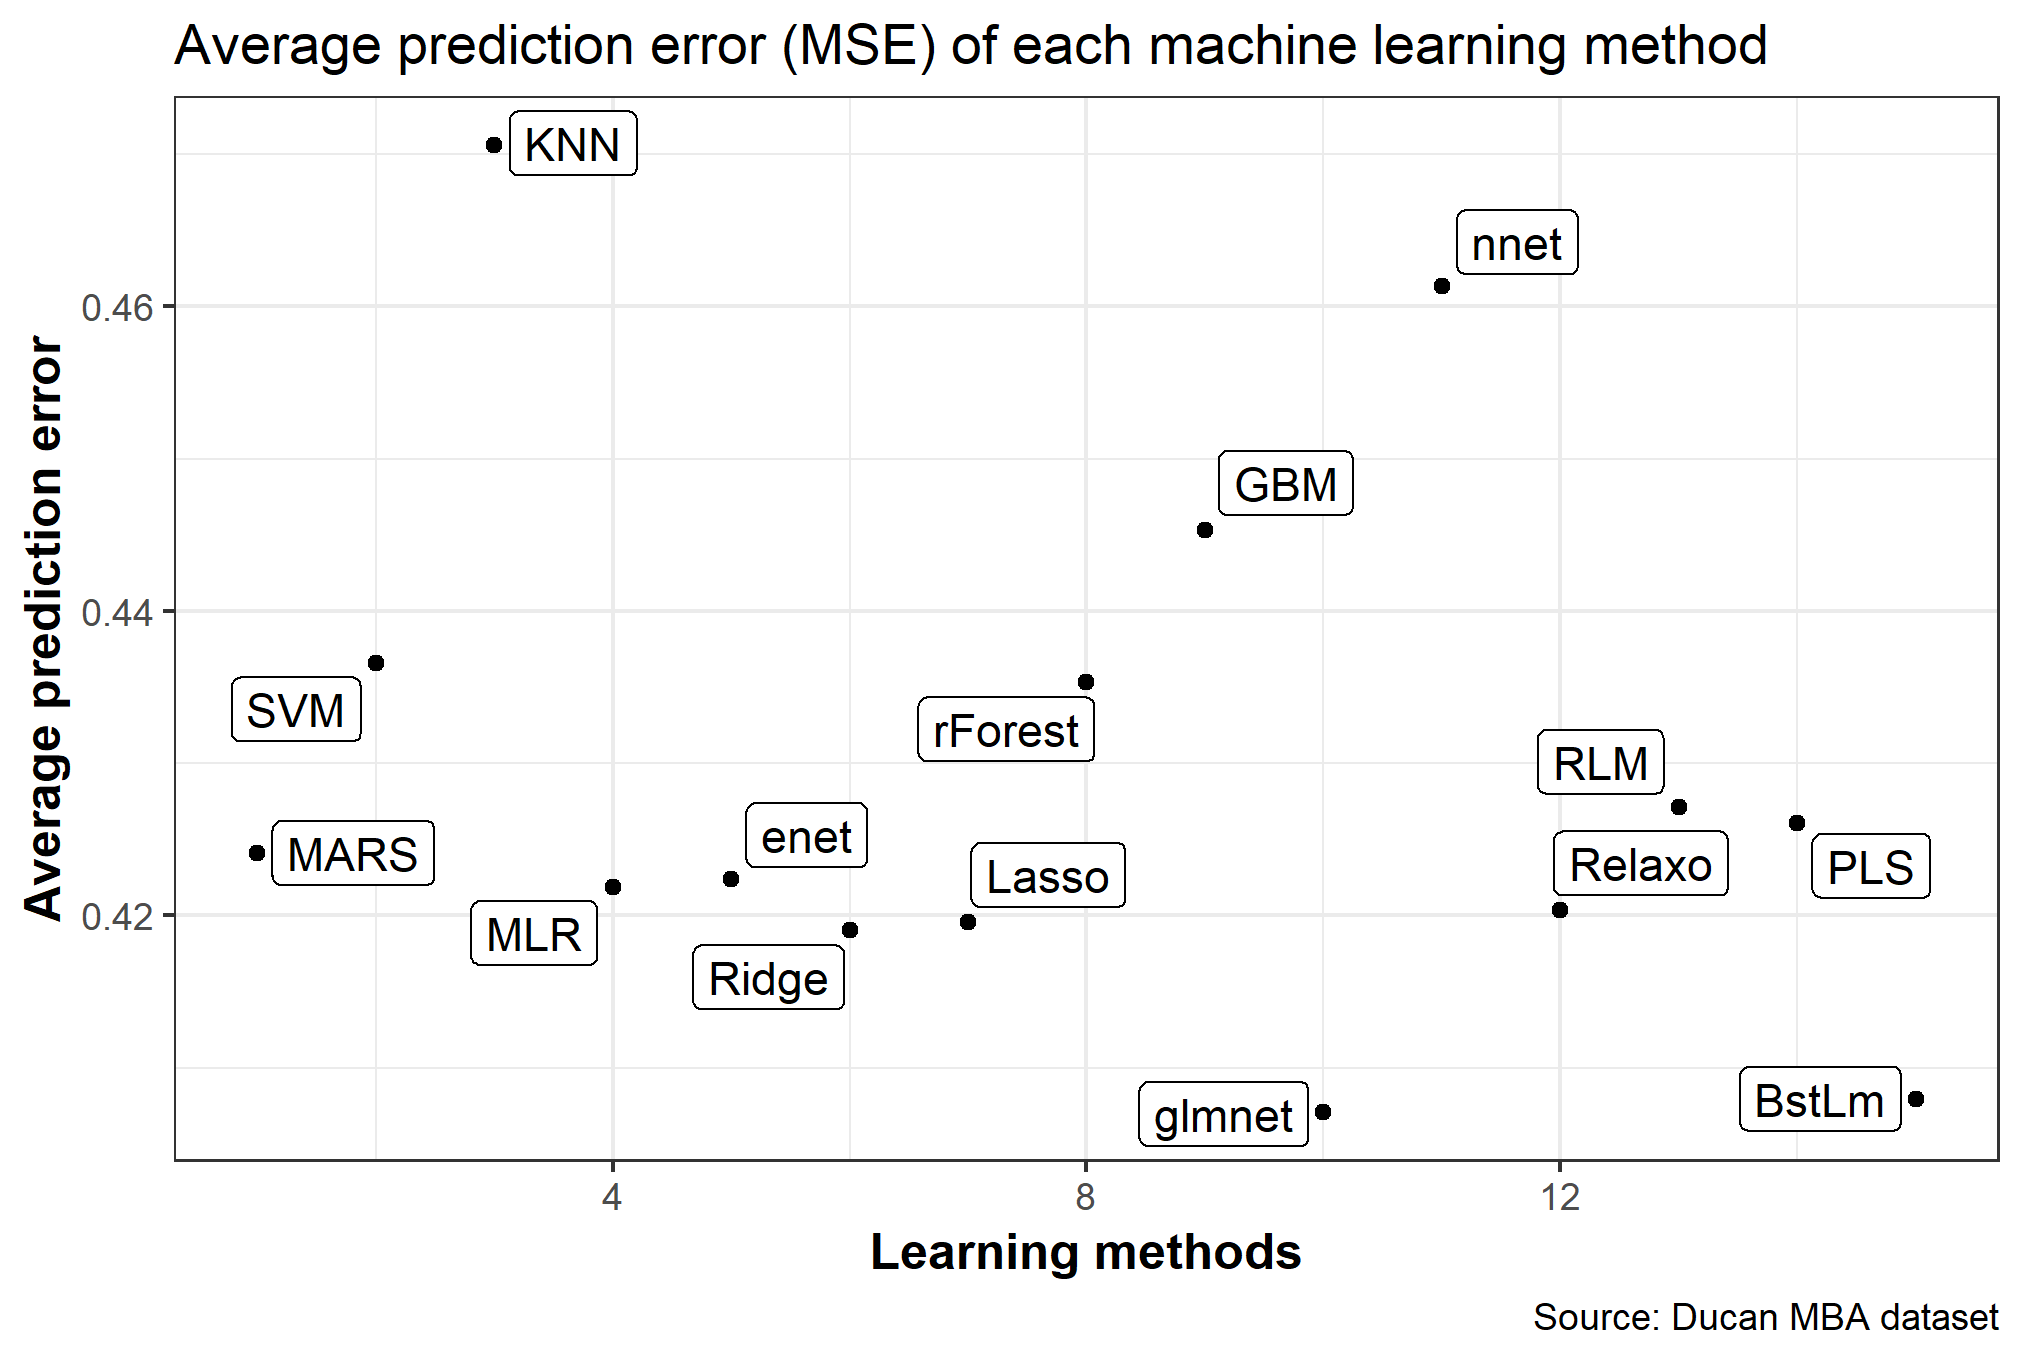 Average prediction error (MSE) of each machine learning method
KNN
nnet
0.46
GBM
0.44
SVM
rForest
RLM
enet
MARS
Lasso
Relaxo
PLS
0.42
MLR
Ridge
glmnet
BstLm
Average prediction error
4
8
12
Learning methods
Source: Ducan MBA dataset